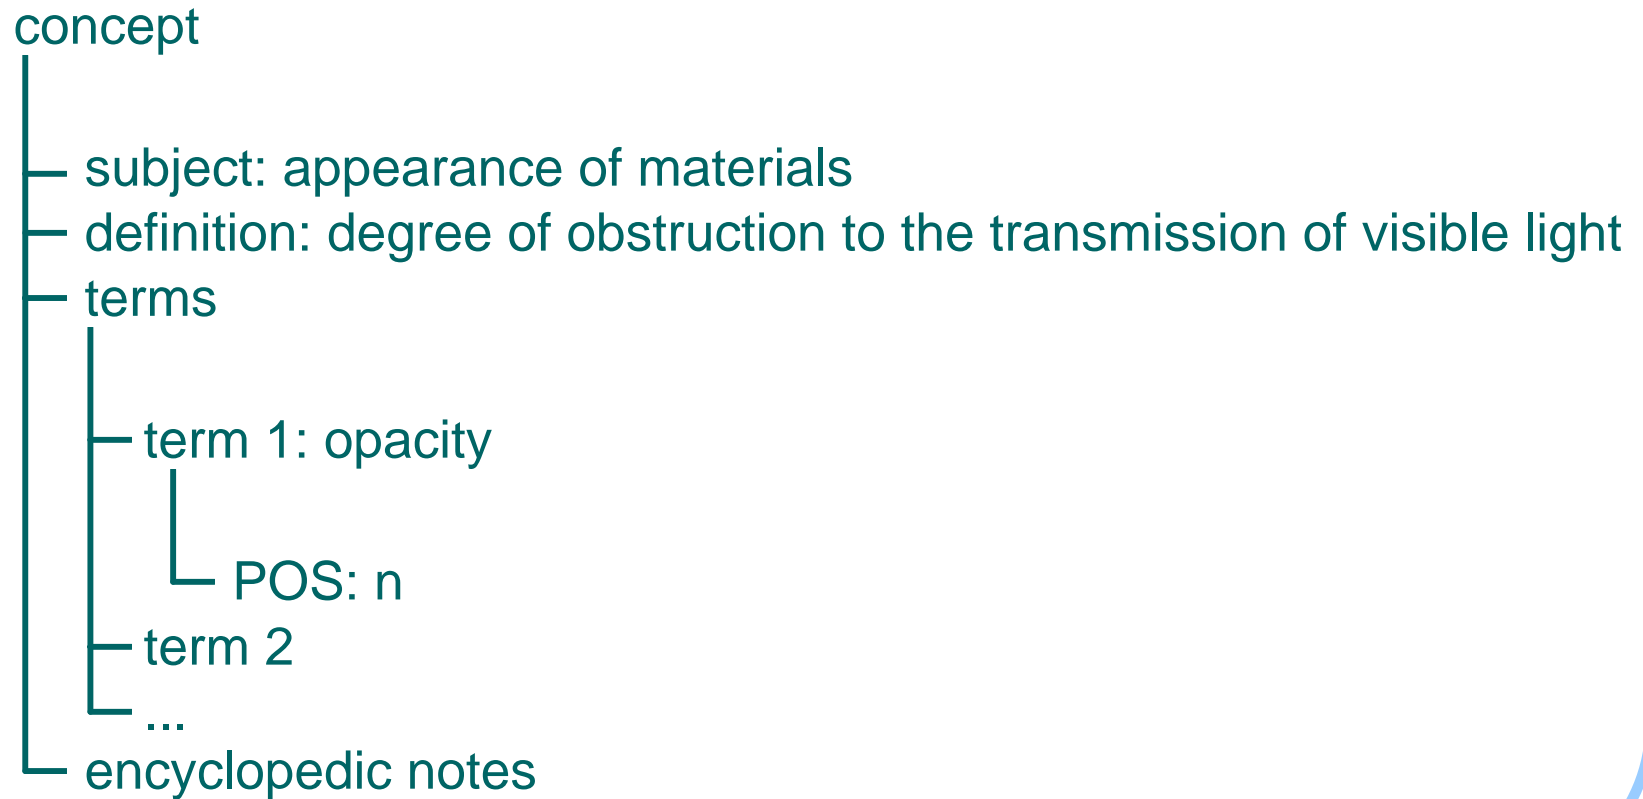 concept
subject: appearance of materials
definition: degree of obstruction to the transmission of visible light
terms
term 1: opacity
POS: n
term 2
...
encyclopedic notes